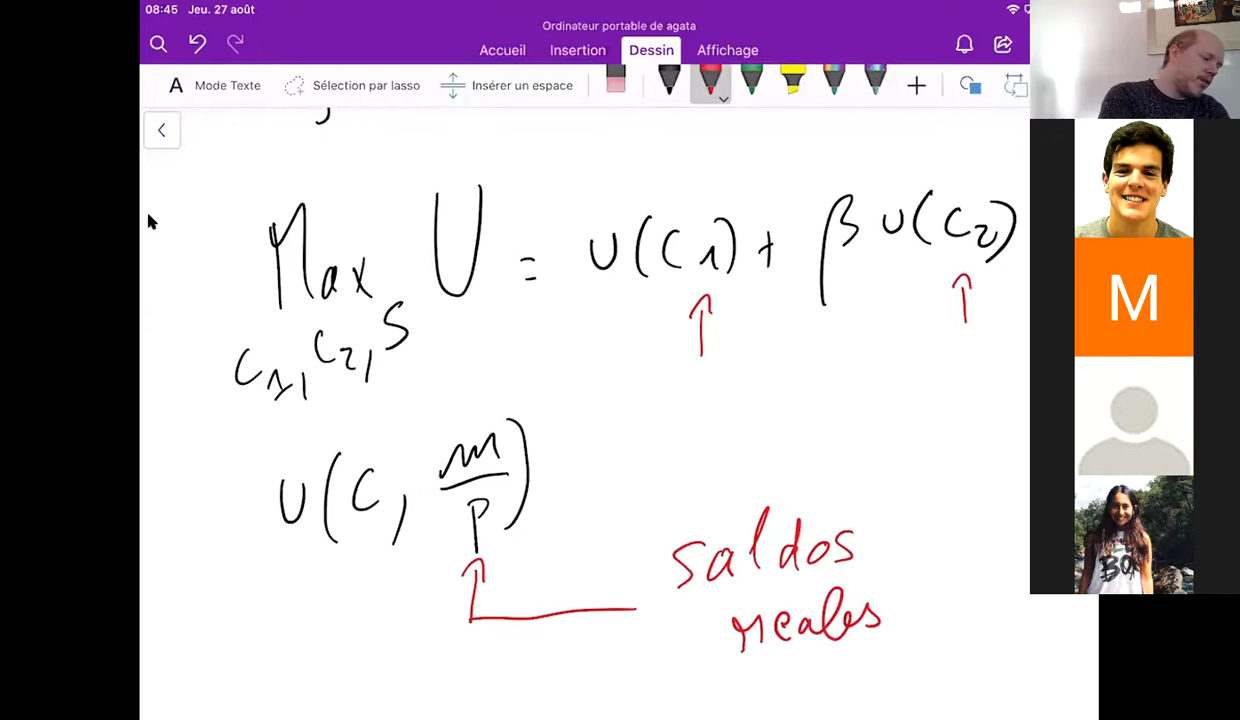 08:45 Jeu. 27 août
Ordinateur portable de agata
Accueil Insertion Dessin Affichage
A Mode Texte Sélection par lasso Insérer un espace
Max U = U(C1) + β U(C2)
C1, C2, S
U(C, m/P)
saldos
reales
M
BO